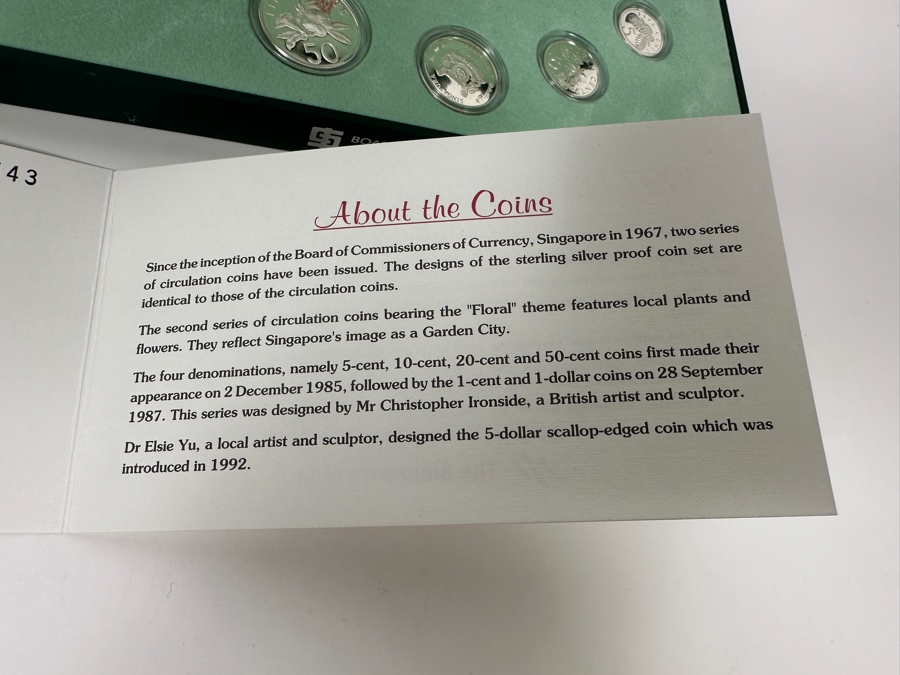 50
5
BOA
43
About the Coins
Since the inception of the Board of Commissioners of Currency, Singapore in 1967, two series
of circulation coins have been issued. The designs of the sterling silver proof coin set are
identical to those of the circulation coins.
The second series of circulation coins bearing the "Floral" theme features local plants and
flowers. They reflect Singapore's image as a Garden City.
The four denominations, namely 5-cent, 10-cent, 20-cent and 50-cent coins first made their
appearance on 2 December 1985, followed by the 1-cent and 1-dollar coins on 28 September
1987. This series was designed by Mr Christopher Ironside, a British artist and sculptor.
Dr Elsie Yu, a local artist and sculptor, designed the 5-dollar scallop-edged coin which was
introduced in 1992.